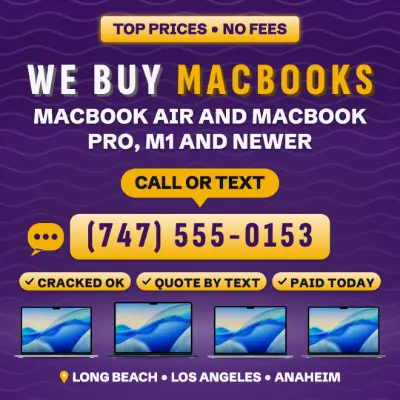 TOP PRICES • NO FEES
WE BUY MACBOOKS
MACBOOK AIR AND MACBOOK
PRO, M1 AND NEWER
CALL OR TEXT
(747) 555-0153
✓ CRACKED OK ✓ QUOTE BY TEXT ✓ PAID TODAY
LONG BEACH • LOS ANGELES • ANAHEIM